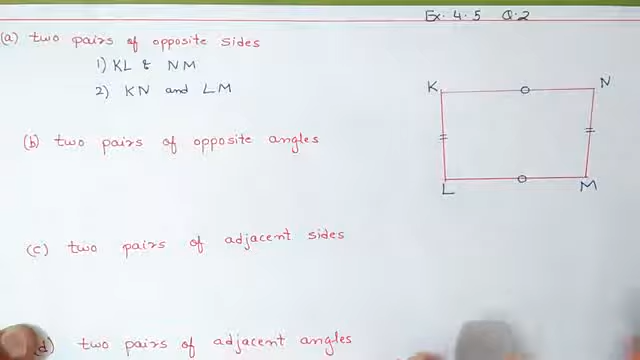 Ex. 4.5 Q.2
(a) two pairs of opposite sides
1) KL & NM
2) KN and LM
K
N
L
M
(b) two pairs of opposite angles
(c) two pairs of adjacent sides
(d) two pairs of adjacent angles